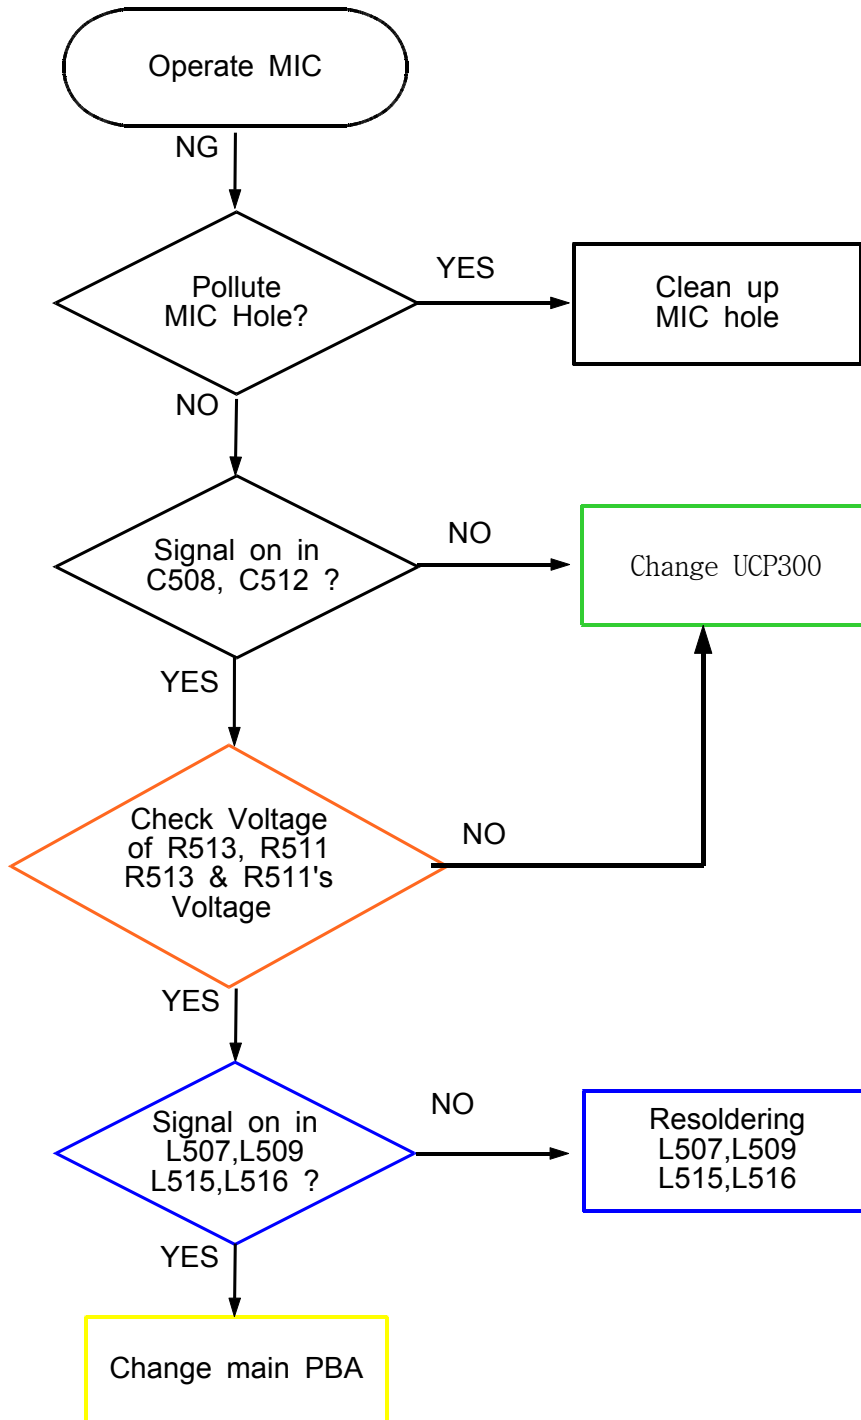 Operate MIC
NG
Pollute
MIC Hole?
YES
Clean up
MIC hole
NO
Signal on in
C508, C512 ?
NO
Change UCP300
YES
Check Voltage
of R513, R511
R513 & R511's
Voltage
NO
YES
Signal on in
L507,L509
L515,L516 ?
NO
Resoldering
L507,L509
L515,L516
YES
Change main PBA